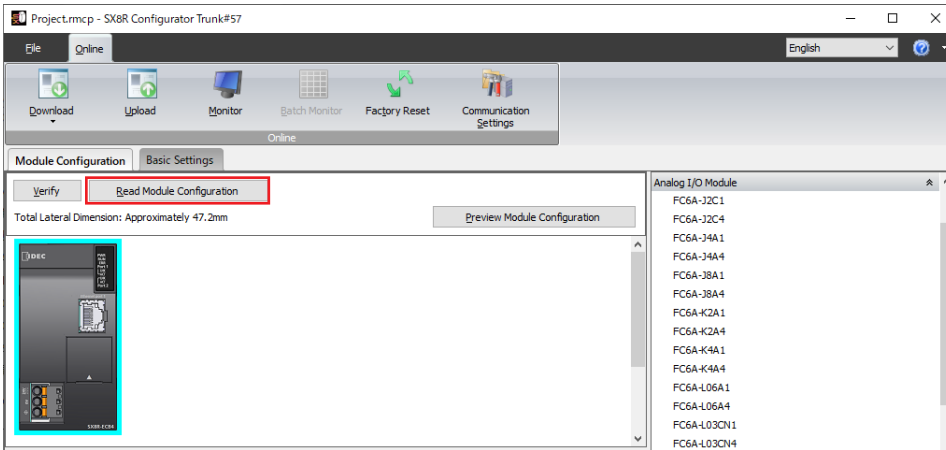 Project.rmcp - SX8R Configurator Trunk#57
File Online English
Download Upload Monitor Batch Monitor Factory Reset Communication Settings
Online
Module Configuration Basic Settings
Verify Read Module Configuration
Total Lateral Dimension: Approximately 47.2mm
Preview Module Configuration
IDEC
SX8R-EC94
Analog I/O Module
FC6A-J2C1
FC6A-J2C4
FC6A-J4A1
FC6A-J4A4
FC6A-J8A1
FC6A-J8A4
FC6A-K2A1
FC6A-K2A4
FC6A-K4A1
FC6A-K4A4
FC6A-L06A1
FC6A-L06A4
FC6A-L03CN1
FC6A-L03CN4